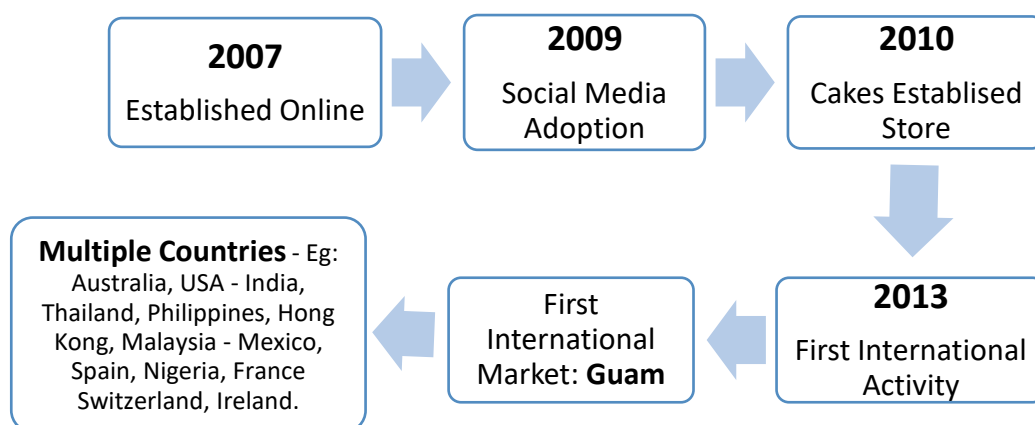 2007
Established Online
2009
Social Media
Adoption
2010
Cakes Establised
Store
2013
First International
Activity
First
International
Market: Guam
Multiple Countries - Eg:
Australia, USA - India,
Thailand, Philippines, Hong
Kong, Malaysia - Mexico,
Spain, Nigeria, France
Switzerland, Ireland.